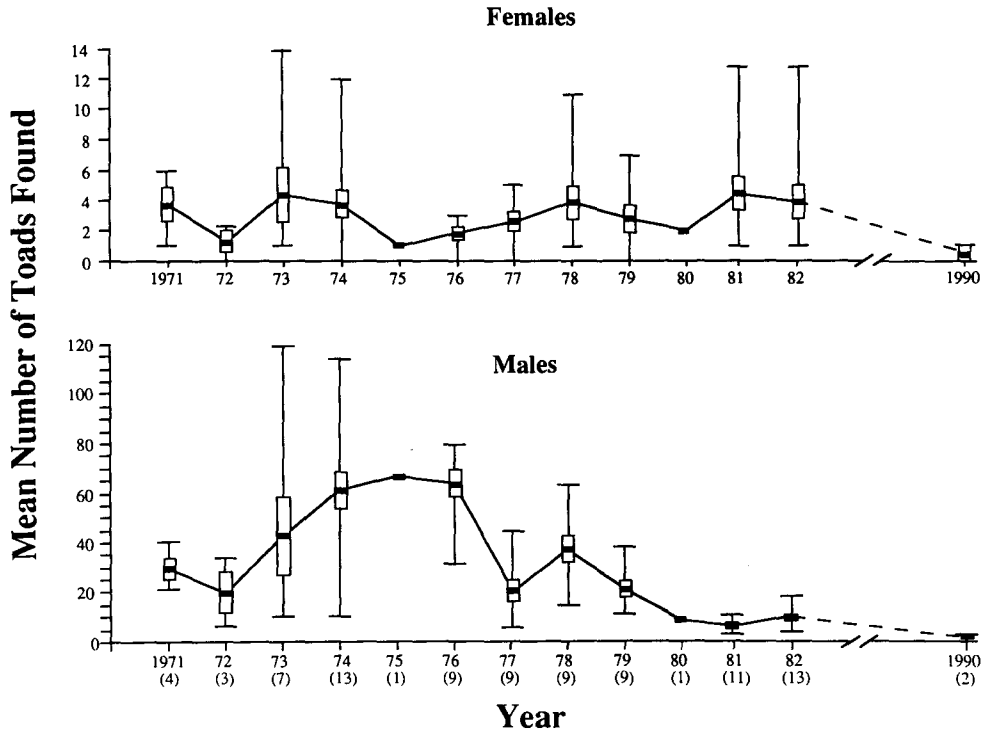 Females
Mean Number of Toads Found
14
12
10
8
6
4
2
0
1971 72 73 74 75 76 77 78 79 80 81 82 1990
Males
120
100
80
60
40
20
0
1971 72 73 74 75 76 77 78 79 80 81 82 1990
(4) (3) (7) (13) (1) (9) (9) (9) (9) (1) (11) (13) (2)
Year